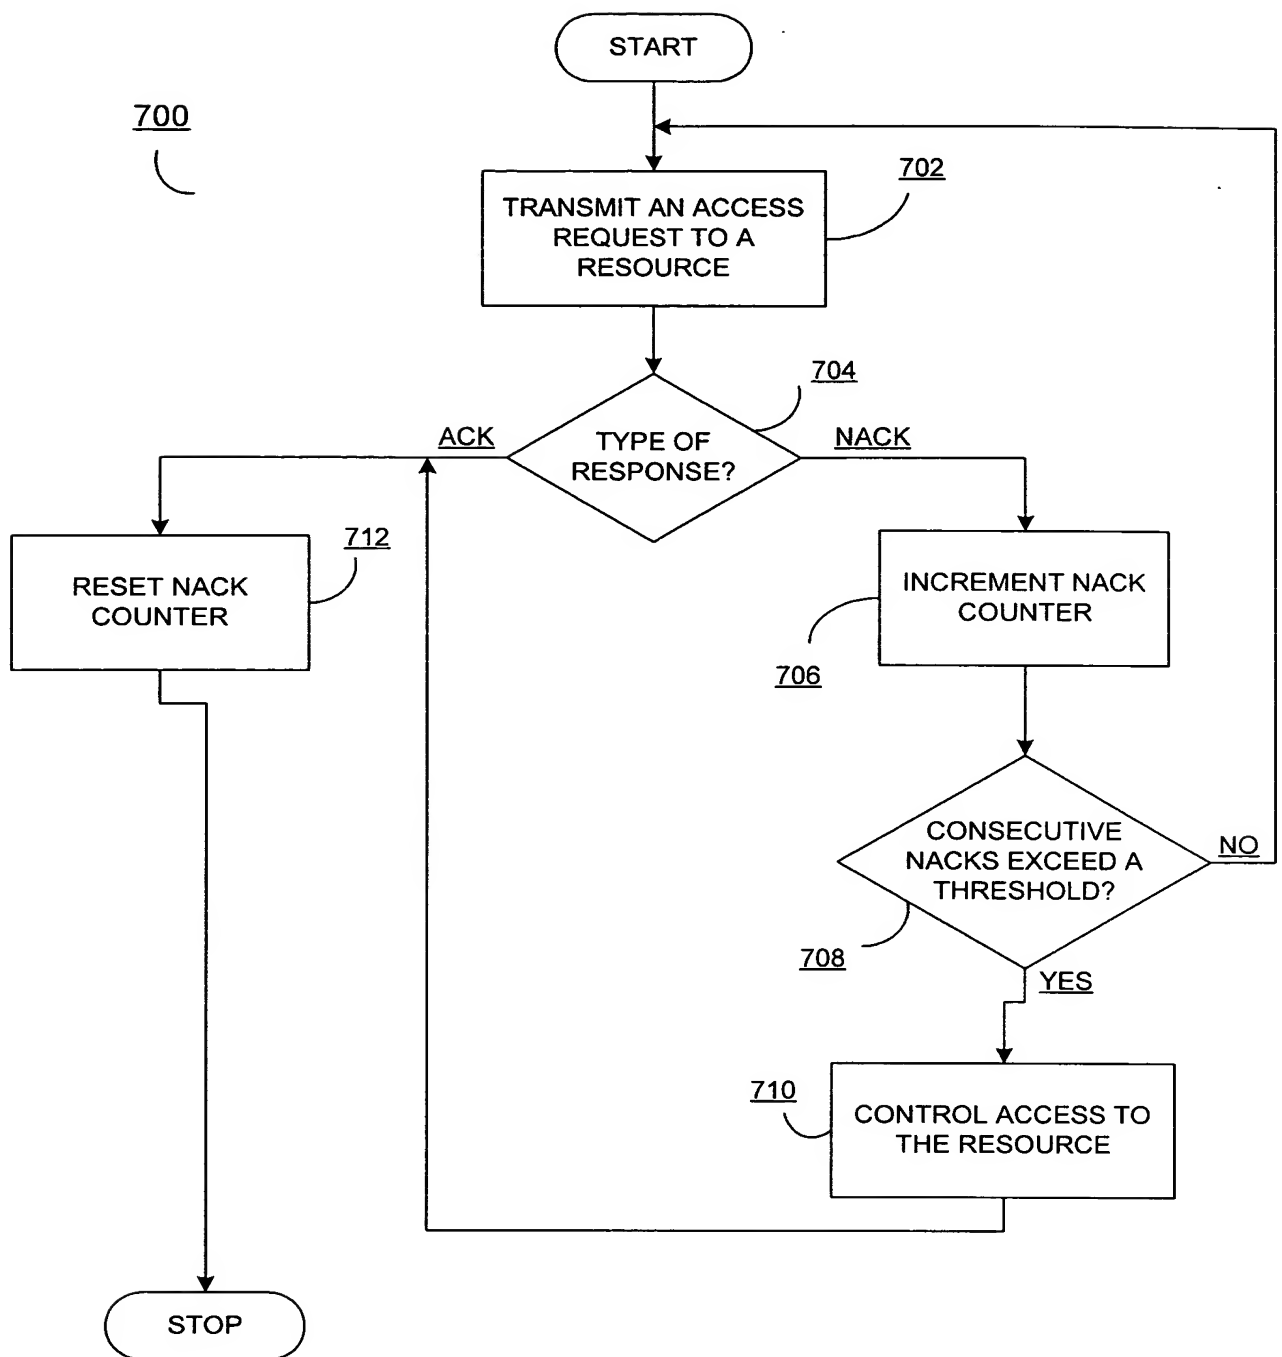 START
700
702
TRANSMIT AN ACCESS
REQUEST TO A
RESOURCE
704
ACK
TYPE OF
RESPONSE?
NACK
712
RESET NACK
COUNTER
INCREMENT NACK
COUNTER
706
CONSECUTIVE
NACKS EXCEED A
THRESHOLD?
NO
708
YES
710
CONTROL ACCESS TO
THE RESOURCE
STOP